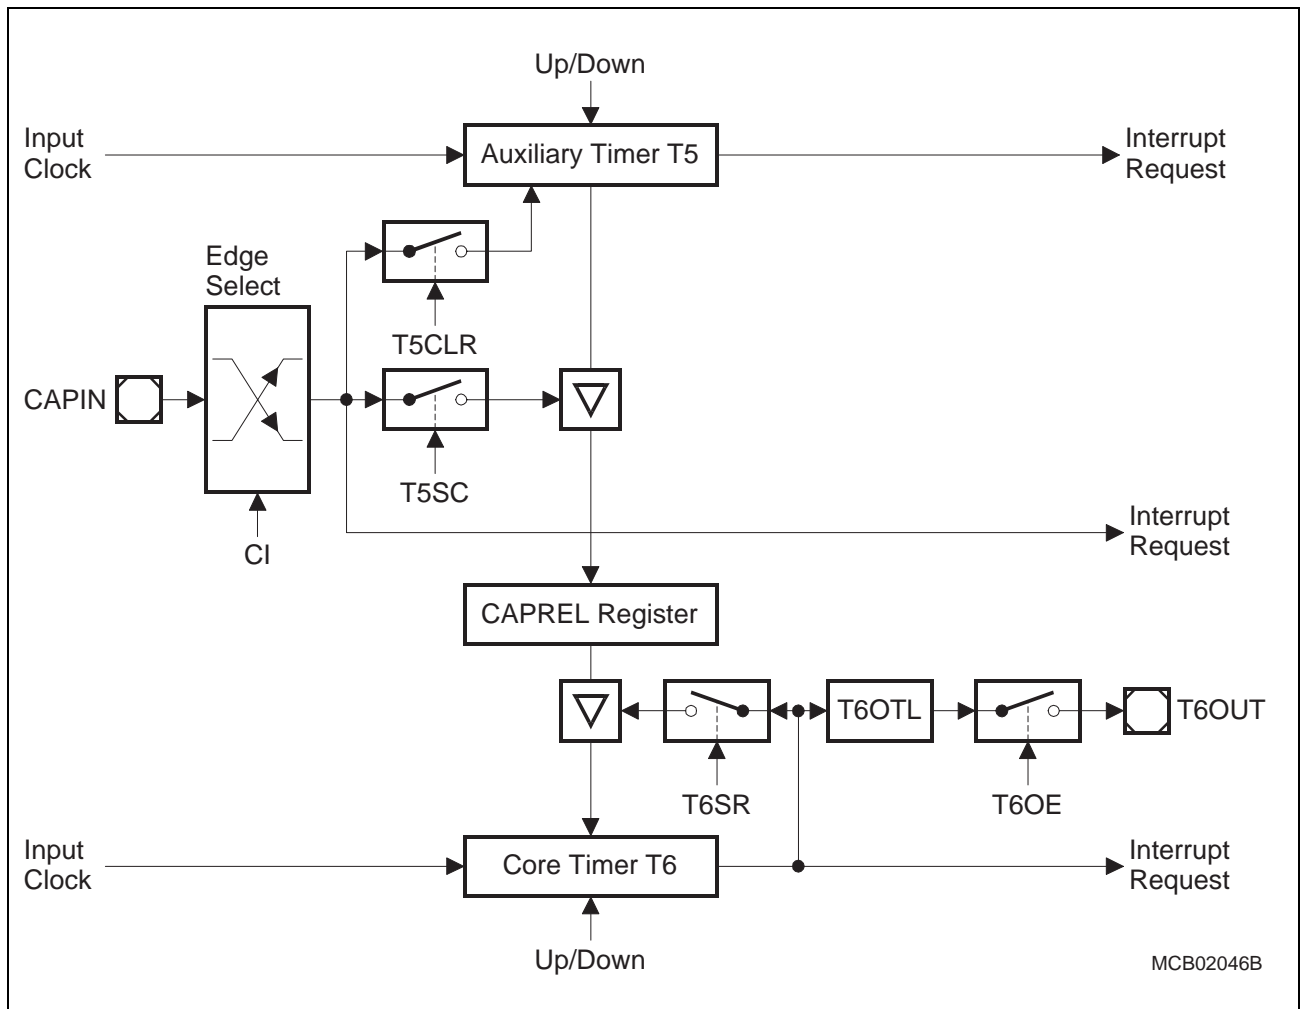 Up/Down
Input
Clock
Auxiliary Timer T5
Interrupt
Request
Edge
Select
T5CLR
CAPIN
T5SC
CI
Interrupt
Request
CAPREL Register
T6OTL
T6OUT
T6SR
T6OE
Input
Clock
Core Timer T6
Interrupt
Request
Up/Down
MCB02046B